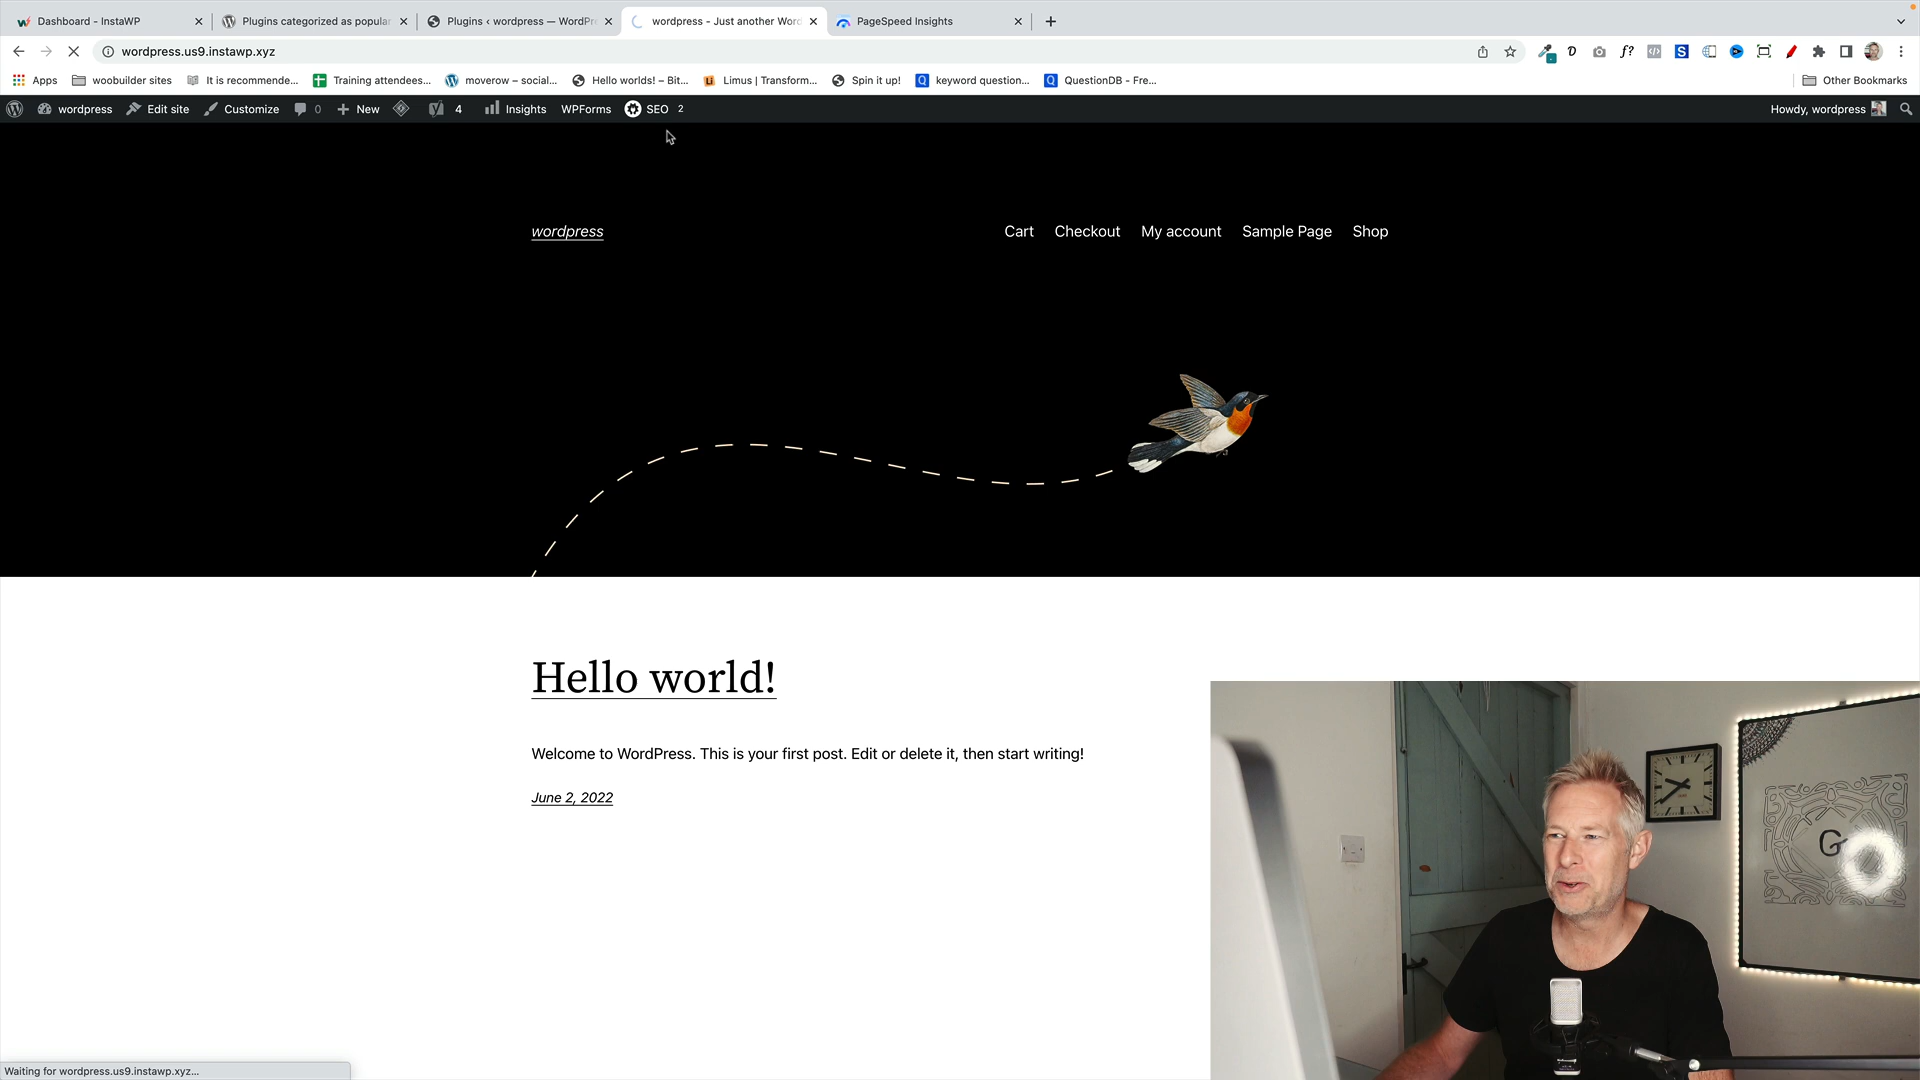 Dashboard - InstaWP
Plugins categorized as popular
Plugins ‹ wordpress — WordPr
wordpress - Just another Word
PageSpeed Insights
wordpress.us9.instawp.xyz
Apps
woobuilder sites
It is recommende...
Training attendees...
moverow – social...
Hello worlds! – Bit...
Limus | Transform...
Spin it up!
keyword question...
QuestionDB - Fre...
Other Bookmarks
wordpress
Edit site
Customize
0
New
4
Insights
WPForms
SEO 2
Howdy, wordpress
wordpress
Cart
Checkout
My account
Sample Page
Shop
Hello world!
Welcome to WordPress. This is your first post. Edit or delete it, then start writing!
June 2, 2022
G
Waiting for wordpress.us9.instawp.xyz...